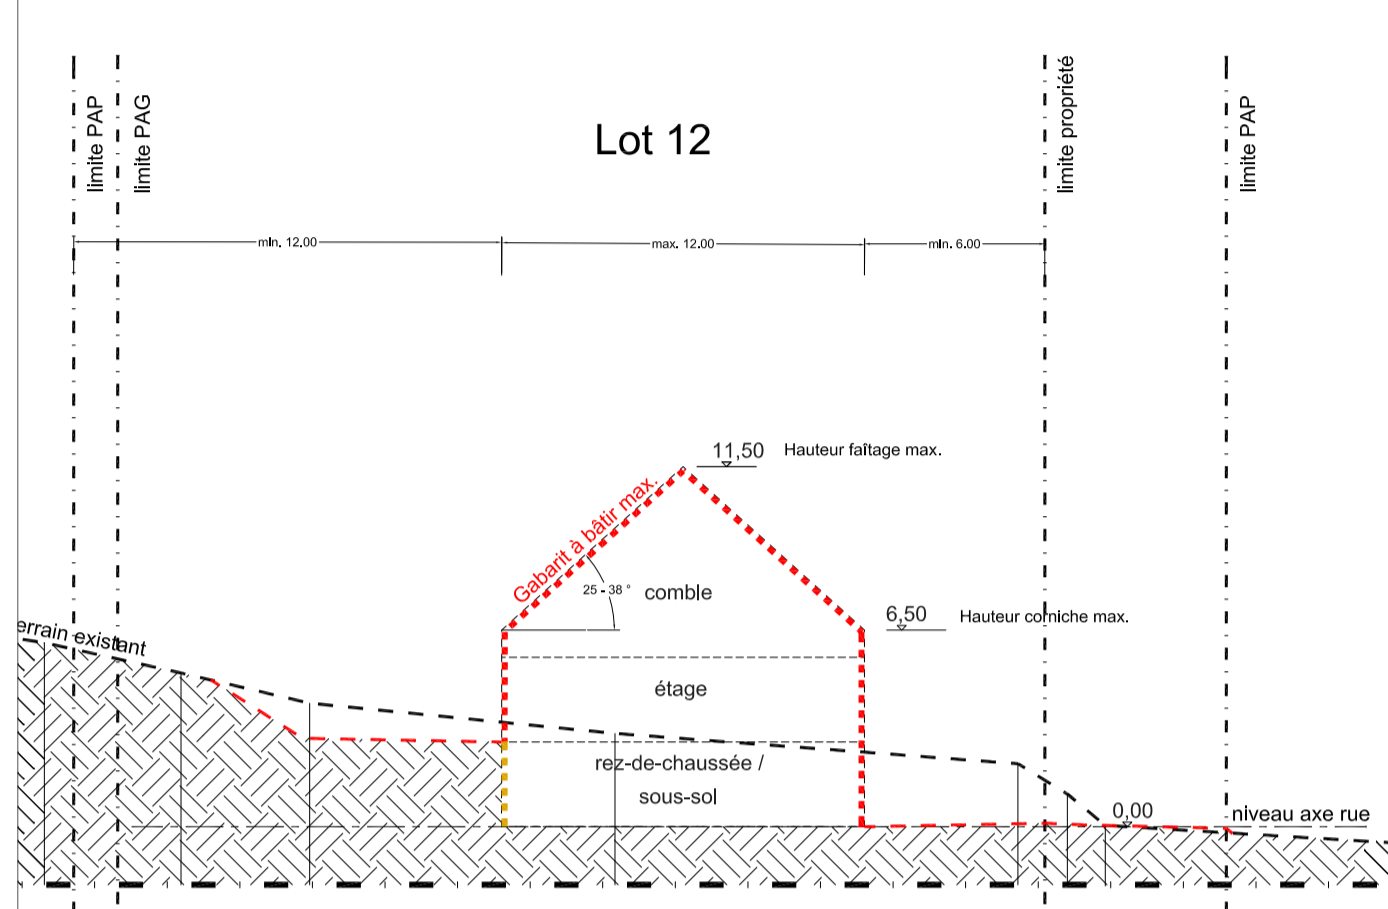 limite PAP
limite PAG
Lot 12
limite propriété
limite PAP
min. 12.00
max. 12.00
min. 6.00
11,50 Hauteur faîtage max.
Gabarit à bâtir max.
25 - 38 °
comble
6,50 Hauteur corniche max.
errain existant
étage
rez-de-chaussée /
sous-sol
0,00
niveau axe rue